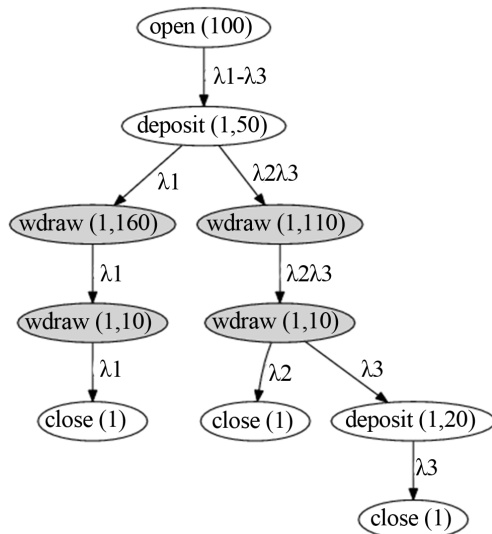 open (100)
λ1-λ3
deposit (1,50)
λ1
λ2λ3
wdraw (1,160)
wdraw (1,110)
λ1
λ2λ3
wdraw (1,10)
wdraw (1,10)
λ1
λ2
λ3
close (1)
close (1)
deposit (1,20)
λ3
close (1)